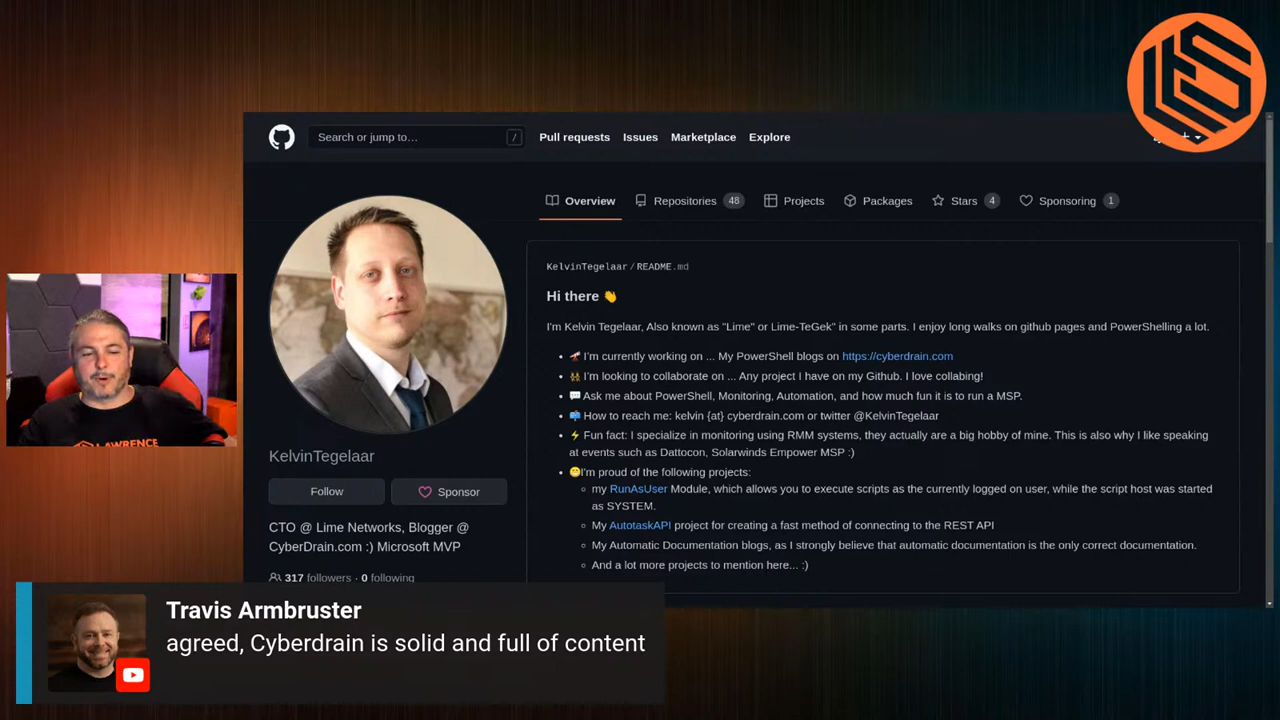 Search or jump to…
/
Pull requests Issues Marketplace Explore
Overview Repositories 48 Projects Packages Stars 4 Sponsoring 1
KelvinTegelaar/README.md
Hi there 👋
I'm Kelvin Tegelaar, Also known as "Lime" or Lime-TeGek" in some parts. I enjoy long walks on github pages and PowerShelling a lot.
• 🔭 I'm currently working on ... My PowerShell blogs on https://cyberdrain.com
• 👯 I'm looking to collaborate on ... Any project I have on my Github. I love collabing!
• 💬 Ask me about PowerShell, Monitoring, Automation, and how much fun it is to run a MSP.
• 📫 How to reach me: kelvin {at} cyberdrain.com or twitter @KelvinTegelaar
• ⚡ Fun fact: I specialize in monitoring using RMM systems, they actually are a big hobby of mine. This is also why I like speaking
at events such as Dattocon, Solarwinds Empower MSP :)
• 😬I'm proud of the following projects:
○ my RunAsUser Module, which allows you to execute scripts as the currently logged on user, while the script host was started
as SYSTEM.
○ My AutotaskAPI project for creating a fast method of connecting to the REST API
○ My Automatic Documentation blogs, as I strongly believe that automatic documentation is the only correct documentation.
○ And a lot more projects to mention here... :)
KelvinTegelaar
Follow
Sponsor
CTO @ Lime Networks, Blogger @
CyberDrain.com :) Microsoft MVP
317 followers · 0 following
LAWRENCE
Travis Armbruster
agreed, Cyberdrain is solid and full of content